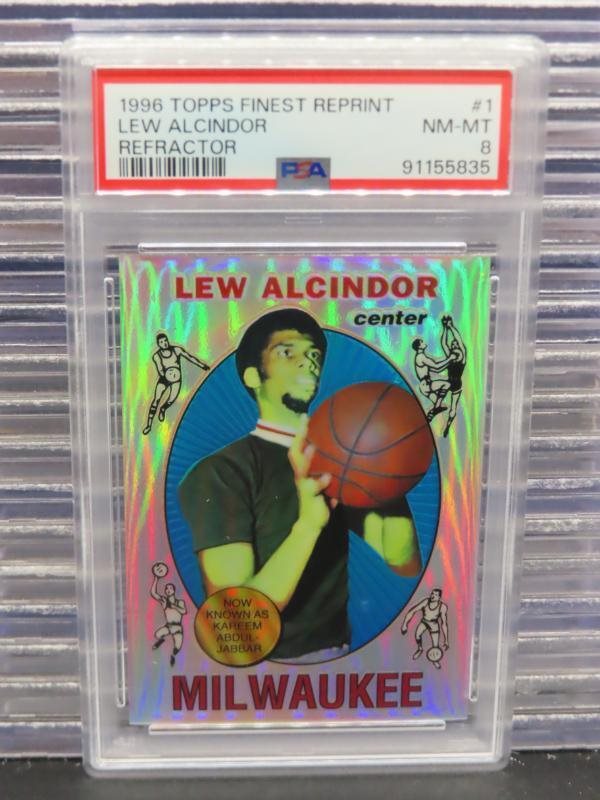 1996 TOPPS FINEST REPRINT #1
LEW ALCINDOR NM-MT
REFRACTOR 8
PSA 91155835
LEW ALCINDOR
center
NOW
KNOWN AS
KAREEM
ABDUL-
JABBAR
MILWAUKEE